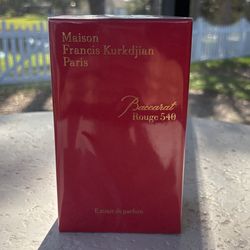 Maison
Francis Kurkdjian
Paris
Baccarat
Rouge 540
Extrait de parfum